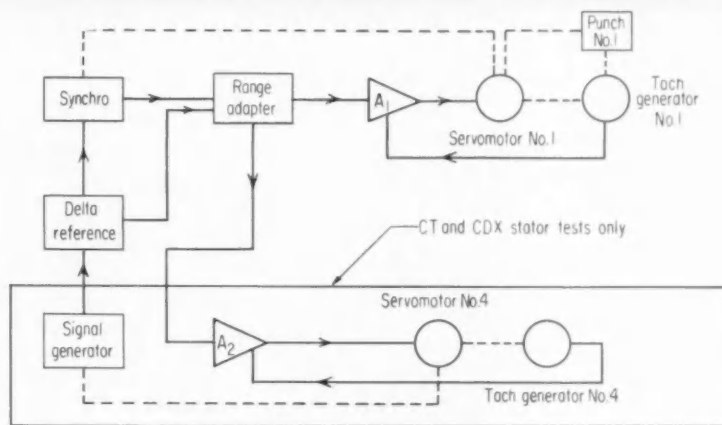 Punch
No.1
Synchro
Range
adapter
A1
Tach
generator
No.1
Servomotor No.1
Delta
reference
CT and CDX stator tests only
Servomotor No.4
Signal
generator
A2
Tach generator No.4